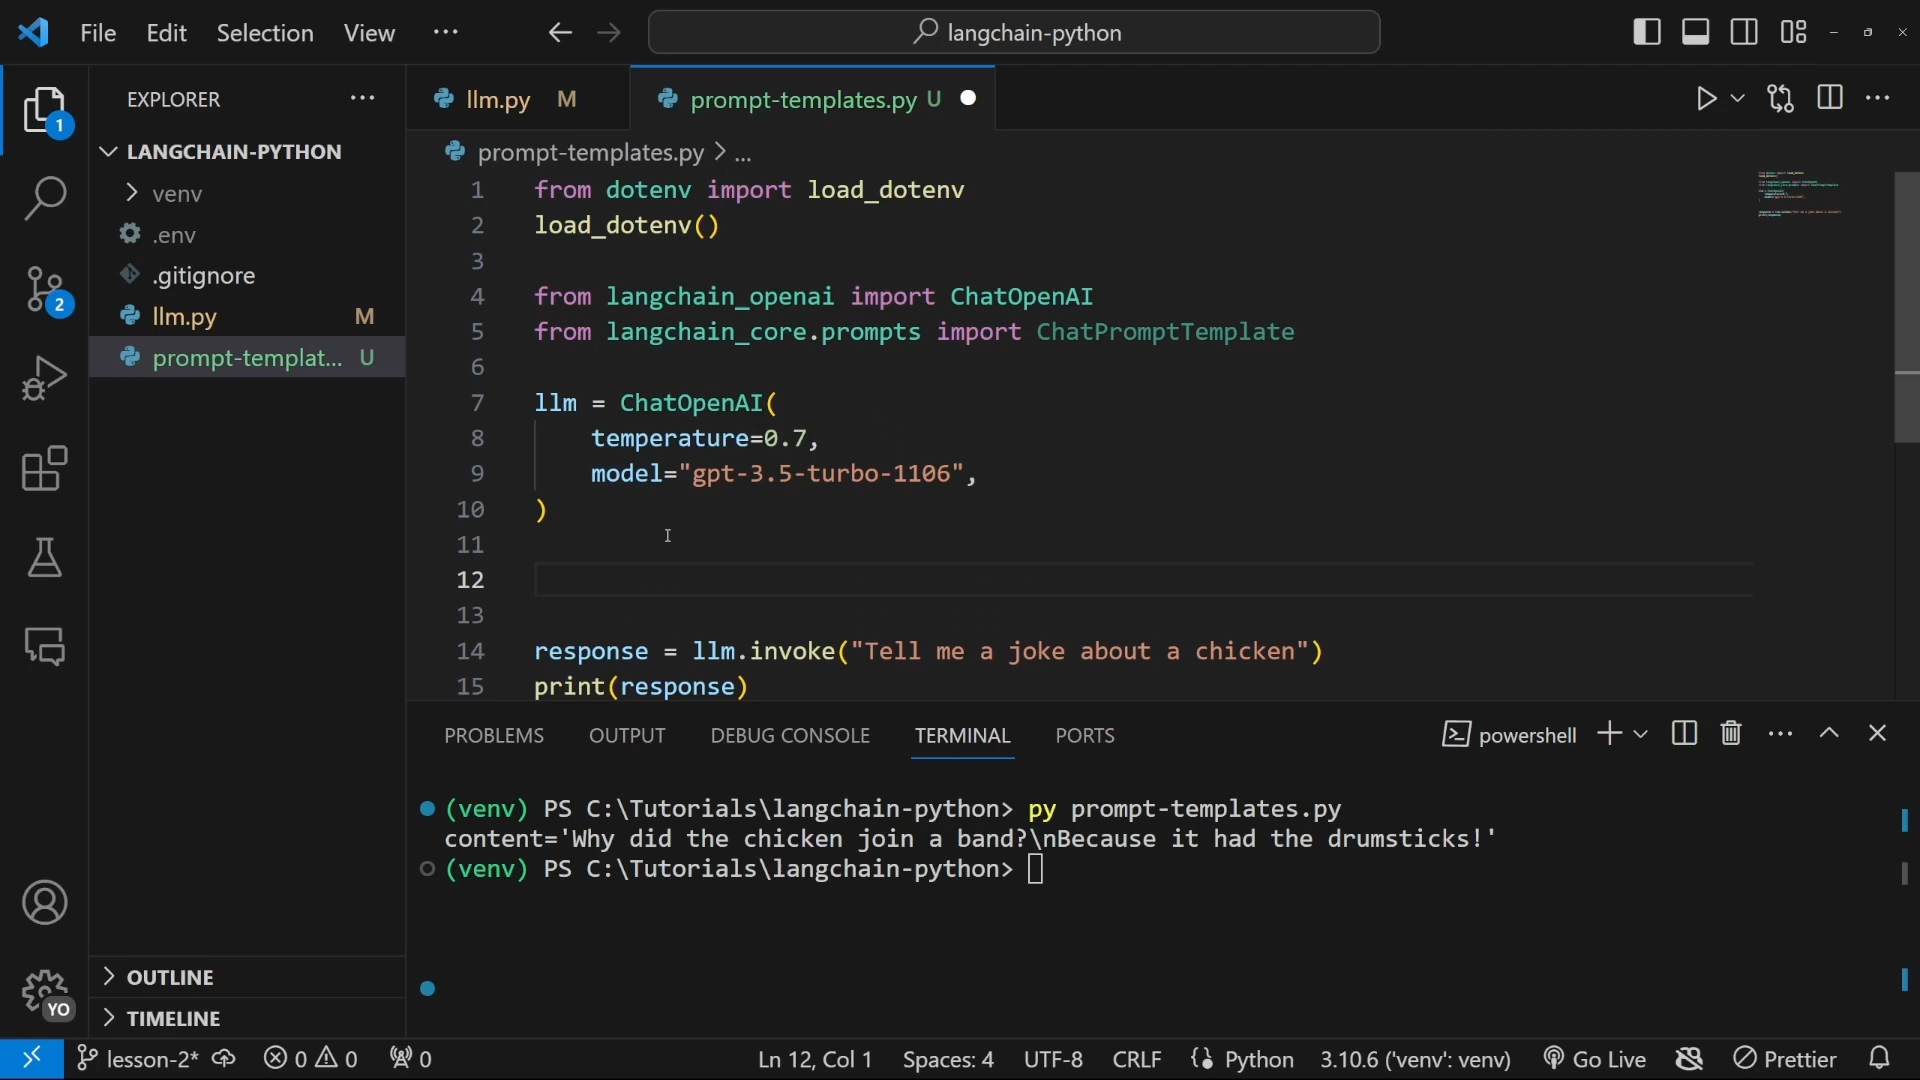 File Edit Selection View ··· langchain-python
EXPLORER ···
1
LANGCHAIN-PYTHON
venv
.env
.gitignore
llm.py M
prompt-templat... U
2
OUTLINE
TIMELINE
YO
llm.py M prompt-templates.py U
prompt-templates.py > ...
1 from dotenv import load_dotenv
2 load_dotenv()
3
4 from langchain_openai import ChatOpenAI
5 from langchain_core.prompts import ChatPromptTemplate
6
7 llm = ChatOpenAI(
8 temperature=0.7,
9 model="gpt-3.5-turbo-1106",
10 )
11
12
13
14 response = llm.invoke("Tell me a joke about a chicken")
15 print(response)
PROBLEMS OUTPUT DEBUG CONSOLE TERMINAL PORTS powershell
(venv) PS C:\Tutorials\langchain-python> py prompt-templates.py
content='Why did the chicken join a band?\nBecause it had the drumsticks!'
(venv) PS C:\Tutorials\langchain-python>
lesson-2* 0 0 0 Ln 12, Col 1 Spaces: 4 UTF-8 CRLF Python 3.10.6 ('venv': venv) Go Live Prettier